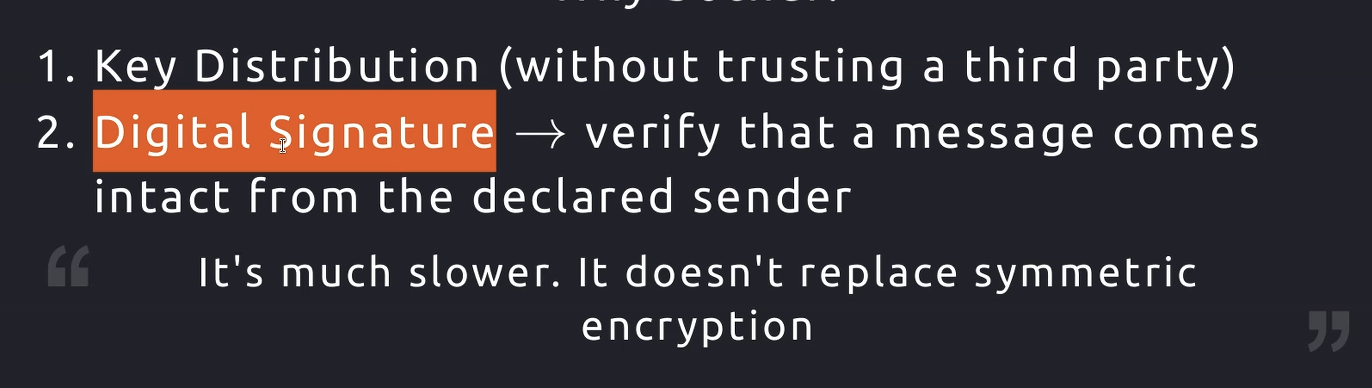 1. Key Distribution (without trusting a third party)
2. Digital Signature → verify that a message comes
intact from the declared sender
“ It's much slower. It doesn't replace symmetric
encryption ”